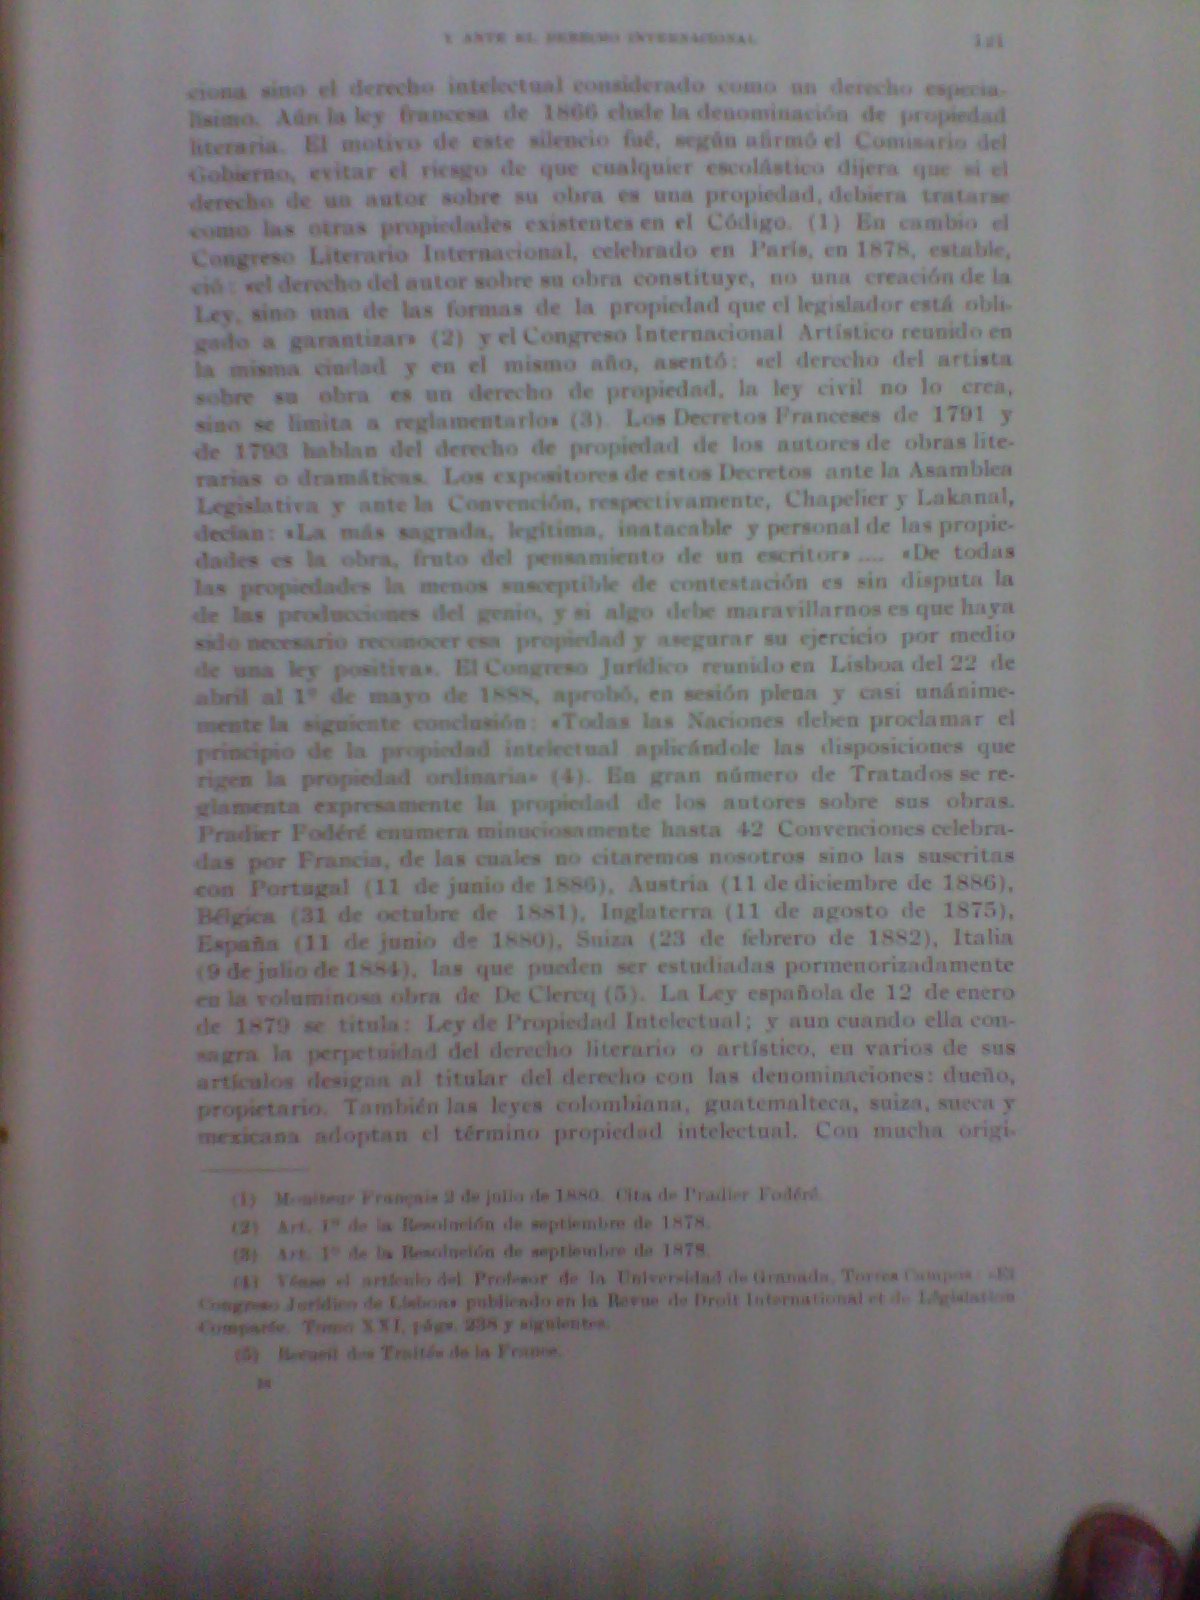 Y ANTE EL DERECHO INTERNACIONAL 121
ciona sino el derecho intelectual considerado como un derecho especia-
lísimo. Aún la ley francesa de 1866 elude la denominación de propiedad
literaria. El motivo de este silencio fué, según afirmó el Comisario del
Gobierno, evitar el riesgo de que cualquier escolástico dijera que si el
derecho de un autor sobre su obra es una propiedad, debiera tratarse
como las otras propiedades existentes en el Código. (1) En cambio el
Congreso Literario Internacional, celebrado en París, en 1878, estable,
ció: «el derecho del autor sobre su obra constituye, no una creación de la
Ley, sino una de las formas de la propiedad que el legislador está obli-
gado a garantizar» (2) y el Congreso Internacional Artístico reunido en
la misma ciudad y en el mismo año, asentó: «el derecho del artista
sobre su obra es un derecho de propiedad, la ley civil no lo crea,
sino se limita a reglamentarlo» (3). Los Decretos Franceses de 1791 y
de 1793 hablan del derecho de propiedad de los autores de obras lite-
rarias o dramáticas. Los expositores de estos Decretos ante la Asamblea
Legislativa y ante la Convención, respectivamente, Chapelier y Lakanal,
decían: «La más sagrada, legítima, inatacable y personal de las propie-
dades es la obra, fruto del pensamiento de un escritor» .... «De todas
las propiedades la menos susceptible de contestación es sin disputa la
de las producciones del genio, y si algo debe maravillarnos es que haya
sido necesario reconocer esa propiedad y asegurar su ejercicio por medio
de una ley positiva». El Congreso Jurídico reunido en Lisboa del 22 de
abril al 1º de mayo de 1888, aprobó, en sesión plena y casi unánime-
mente la siguiente conclusión: «Todas las Naciones deben proclamar el
principio de la propiedad intelectual aplicándole las disposiciones que
rigen la propiedad ordinaria» (4). En gran número de Tratados se re-
glamenta expresamente la propiedad de los autores sobre sus obras.
Pradier Fodéré enumera minuciosamente hasta 42 Convenciones celebra-
das por Francia, de las cuales no citaremos nosotros sino las suscritas
con Portugal (11 de junio de 1886), Austria (11 de diciembre de 1886),
Bélgica (31 de octubre de 1881), Inglaterra (11 de agosto de 1875),
España (11 de junio de 1880), Suiza (23 de febrero de 1882), Italia
(9 de julio de 1884), las que pueden ser estudiadas pormenorizadamente
en la voluminosa obra de De Clercq (5). La Ley española de 12 de enero
de 1879 se titula: Ley de Propiedad Intelectual; y aun cuando ella con-
sagra la perpetuidad del derecho literario o artístico, en varios de sus
artículos designa al titular del derecho con las denominaciones: dueño,
propietario. También las leyes colombiana, guatemalteca, suiza, sueca y
mexicana adoptan el término propiedad intelectual. Con mucha origi-
(1) Moniteur Français 2 de julio de 1880. Cita de Pradier Fodéré.
(2) Art. 1º de la Resolución de septiembre de 1878.
(3) Art. 1º de la Resolución de septiembre de 1878.
(4) Véase el artículo del Profesor de la Universidad de Granada, Torres Campos: «El
Congreso Jurídico de Lisboa» publicado en la Revue de Droit International et de Législation
Comparée. Tomo XXI, págs. 238 y siguientes.
(5) Recueil des Traités de la France.